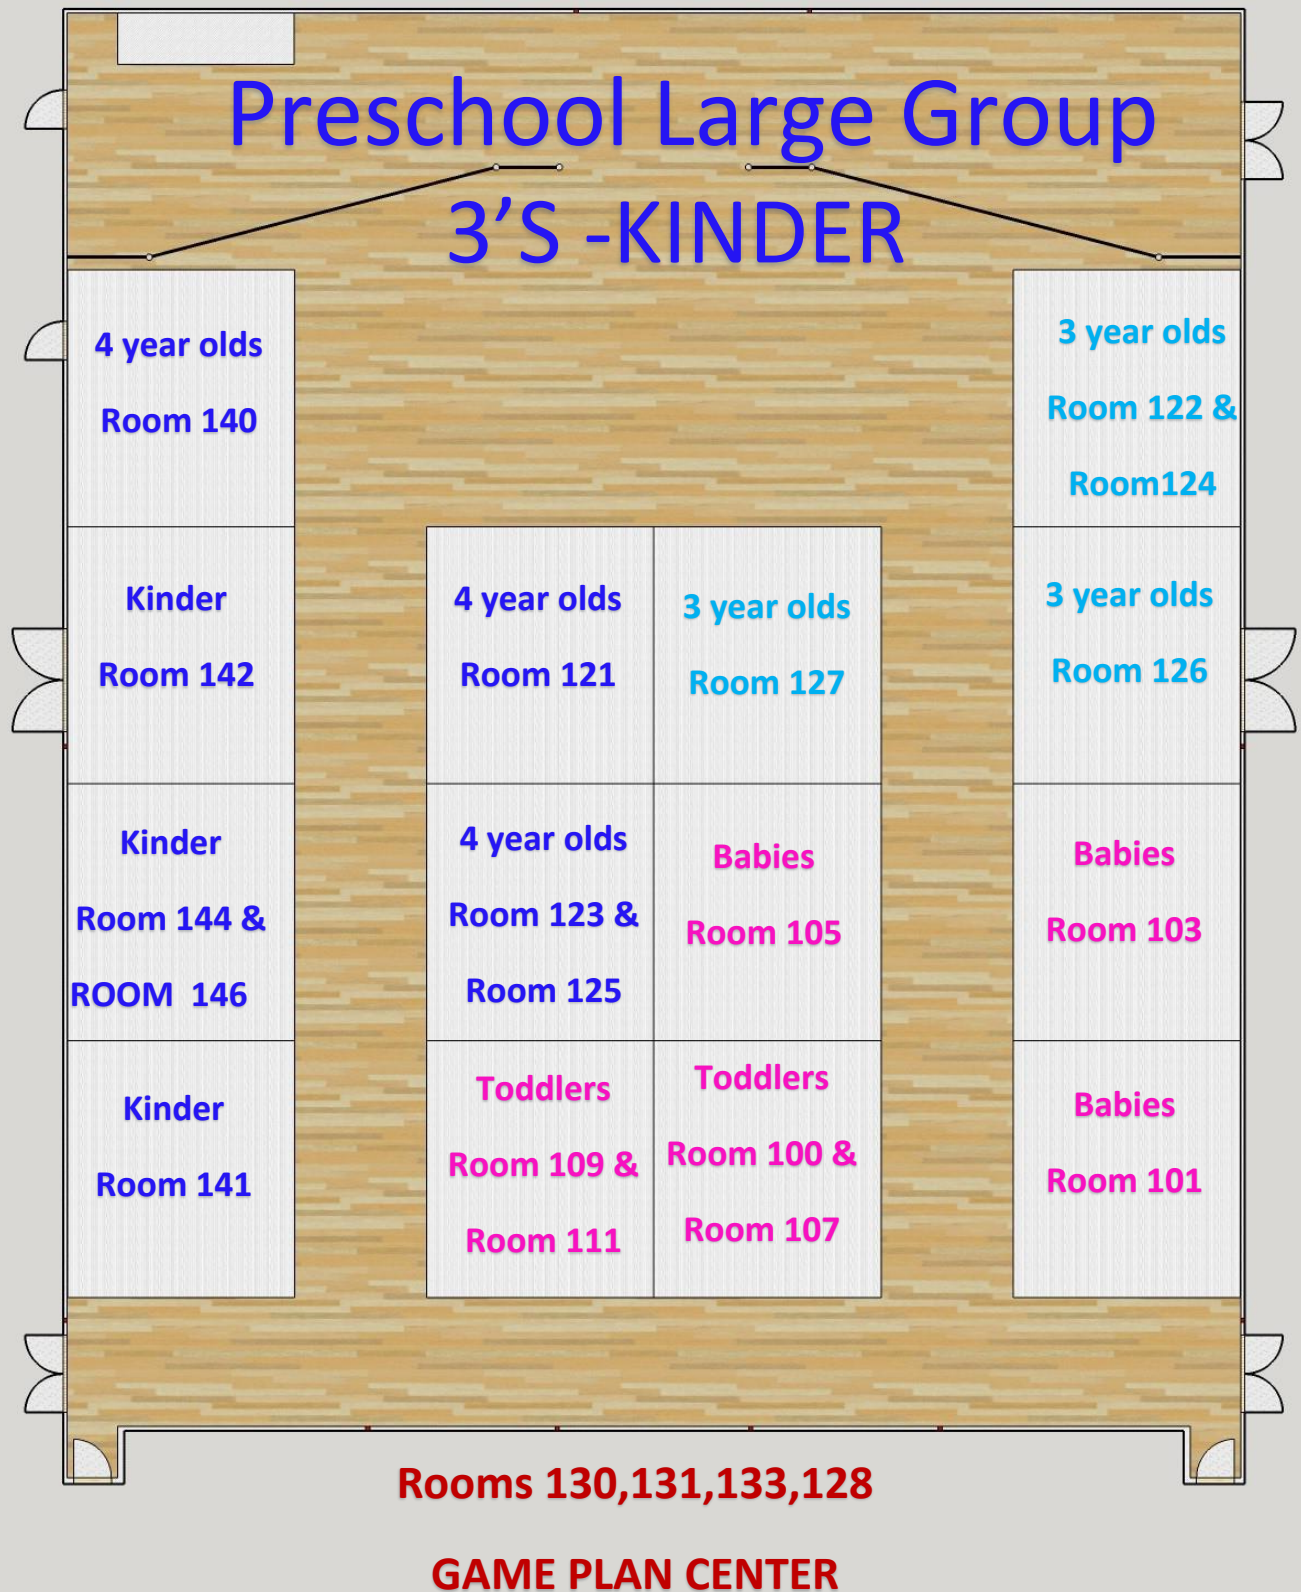 Preschool Large Group
3’S -KINDER
4 year olds
Room 140
3 year olds
Room 122 &
Room124
Kinder
Room 142
4 year olds
Room 121
3 year olds
Room 127
3 year olds
Room 126
Kinder
Room 144 &
ROOM  146
4 year olds
Room 123 &
Room 125
Babies
Room 105
Babies
Room 103
Kinder
Room 141
Toddlers
Room 109 &
Room 111
Toddlers
Room 100 &
Room 107
Babies
Room 101
Rooms 130,131,133,128
GAME PLAN CENTER